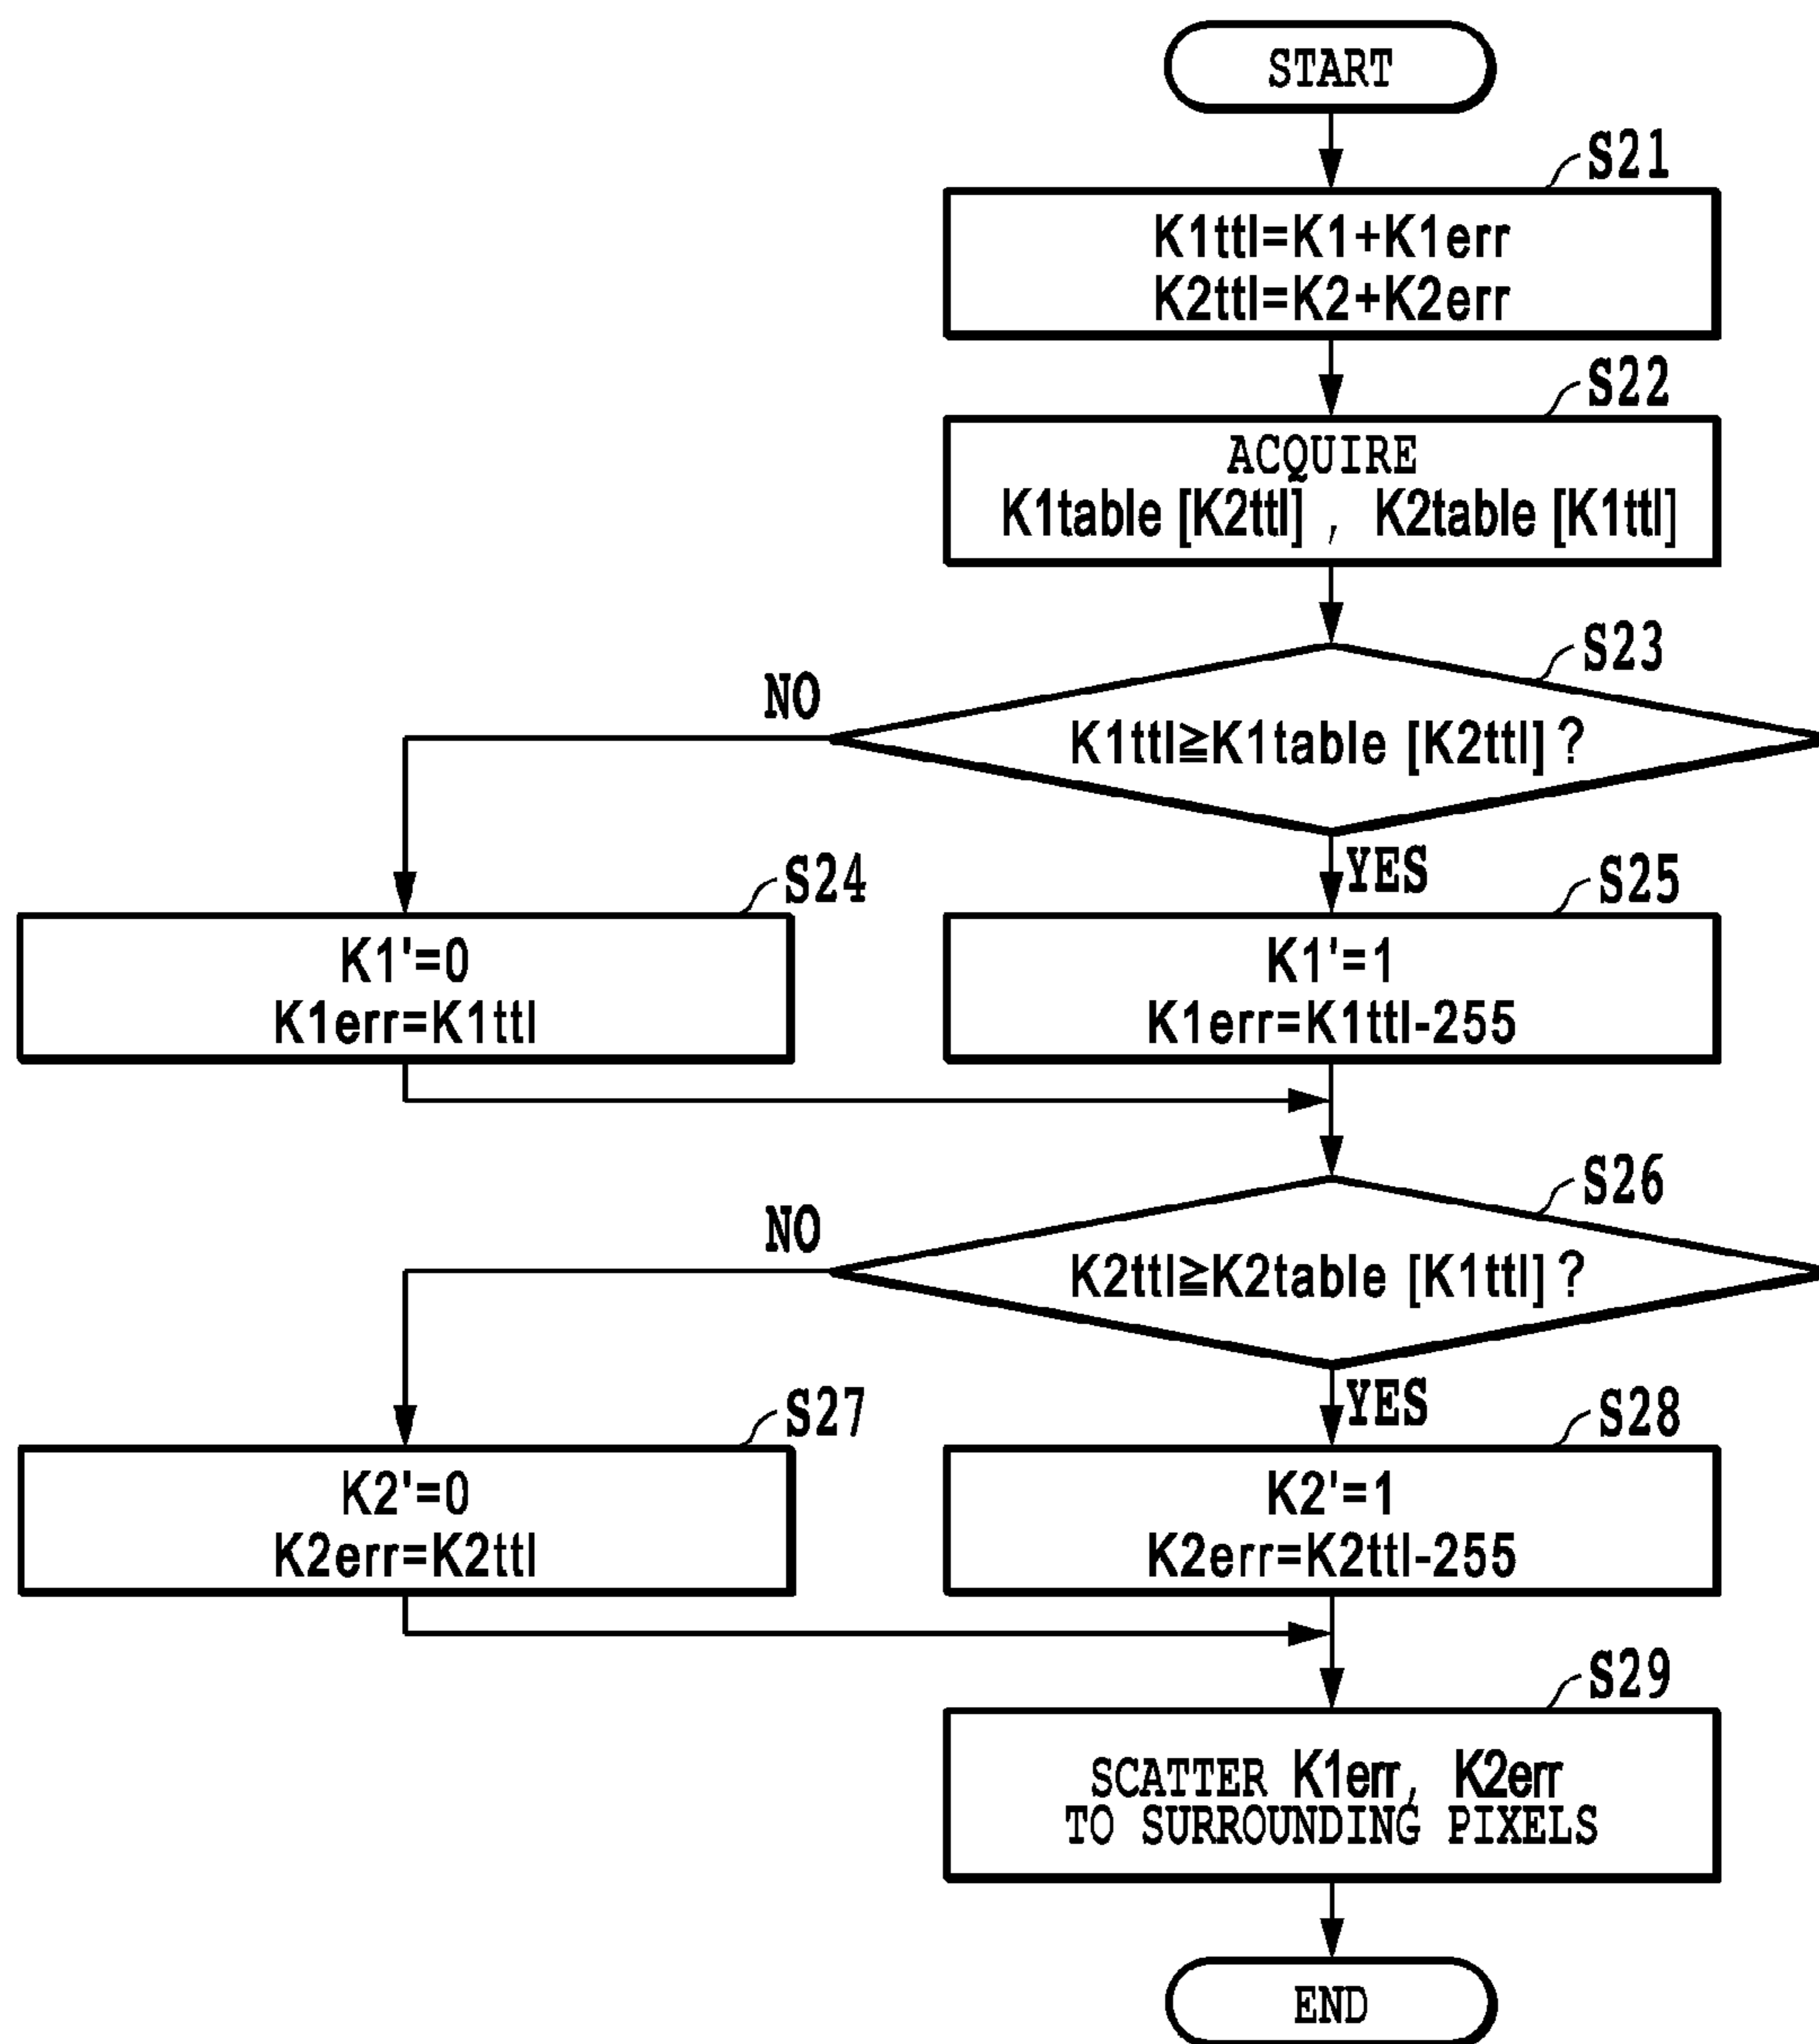 START
S21
K1ttl=K1+K1err
K2ttl=K2+K2err
S22
ACQUIRE
K1table [K2ttl] , K2table [K1ttl]
S23
NO
K1ttl≧K1table [K2ttl] ?
YES
S24
K1'=0
K1err=K1ttl
S25
K1'=1
K1err=K1ttl-255
S26
NO
K2ttl≧K2table [K1ttl] ?
YES
S27
K2'=0
K2err=K2ttl
S28
K2'=1
K2err=K2ttl-255
S29
SCATTER K1err, K2err
TO SURROUNDING PIXELS
END